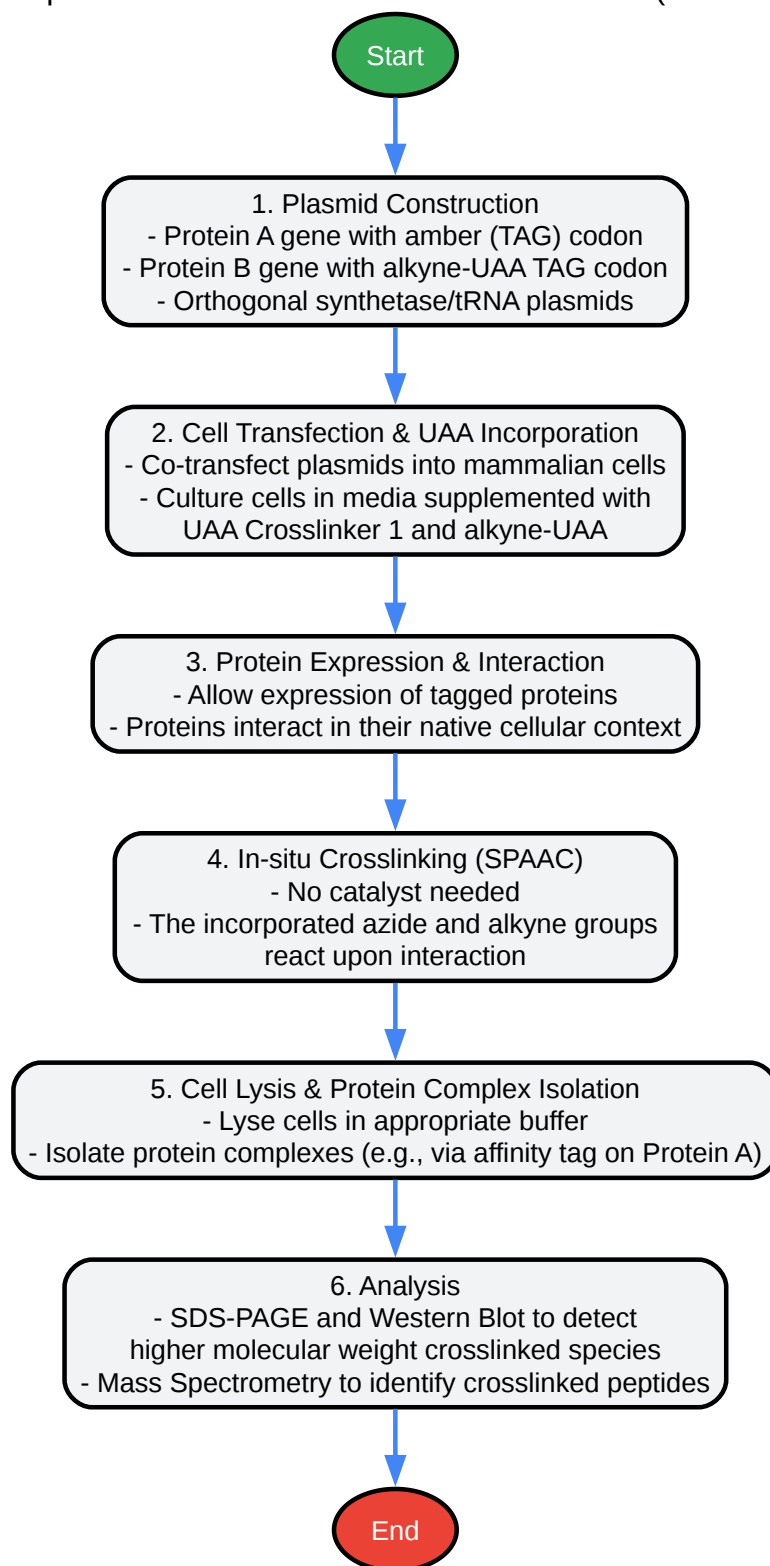 Start
1. Plasmid Construction
- Protein A gene with amber (TAG) codon
- Protein B gene with alkyne-UAA TAG codon
- Orthogonal synthetase/tRNA plasmids
2. Cell Transfection & UAA Incorporation
- Co-transfect plasmids into mammalian cells
- Culture cells in media supplemented with
UAA Crosslinker 1 and alkyne-UAA
3. Protein Expression & Interaction
- Allow expression of tagged proteins
- Proteins interact in their native cellular context
4. In-situ Crosslinking (SPAAC)
- No catalyst needed
- The incorporated azide and alkyne groups
react upon interaction
5. Cell Lysis & Protein Complex Isolation
- Lyse cells in appropriate buffer
- Isolate protein complexes (e.g., via affinity tag on Protein A)
6. Analysis
- SDS-PAGE and Western Blot to detect
higher molecular weight crosslinked species
- Mass Spectrometry to identify crosslinked peptides
End